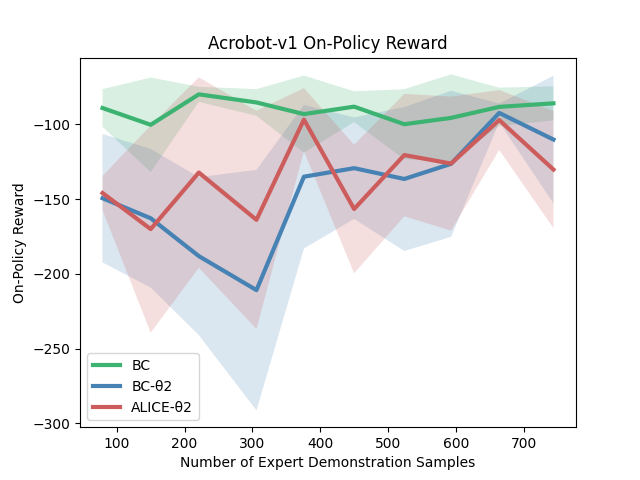 Acrobot-v1 On-Policy Reward
On-Policy Reward
−100
−150
−200
−250
−300
BC
BC-θ2
ALICE-θ2
100 200 300 400 500 600 700
Number of Expert Demonstration Samples